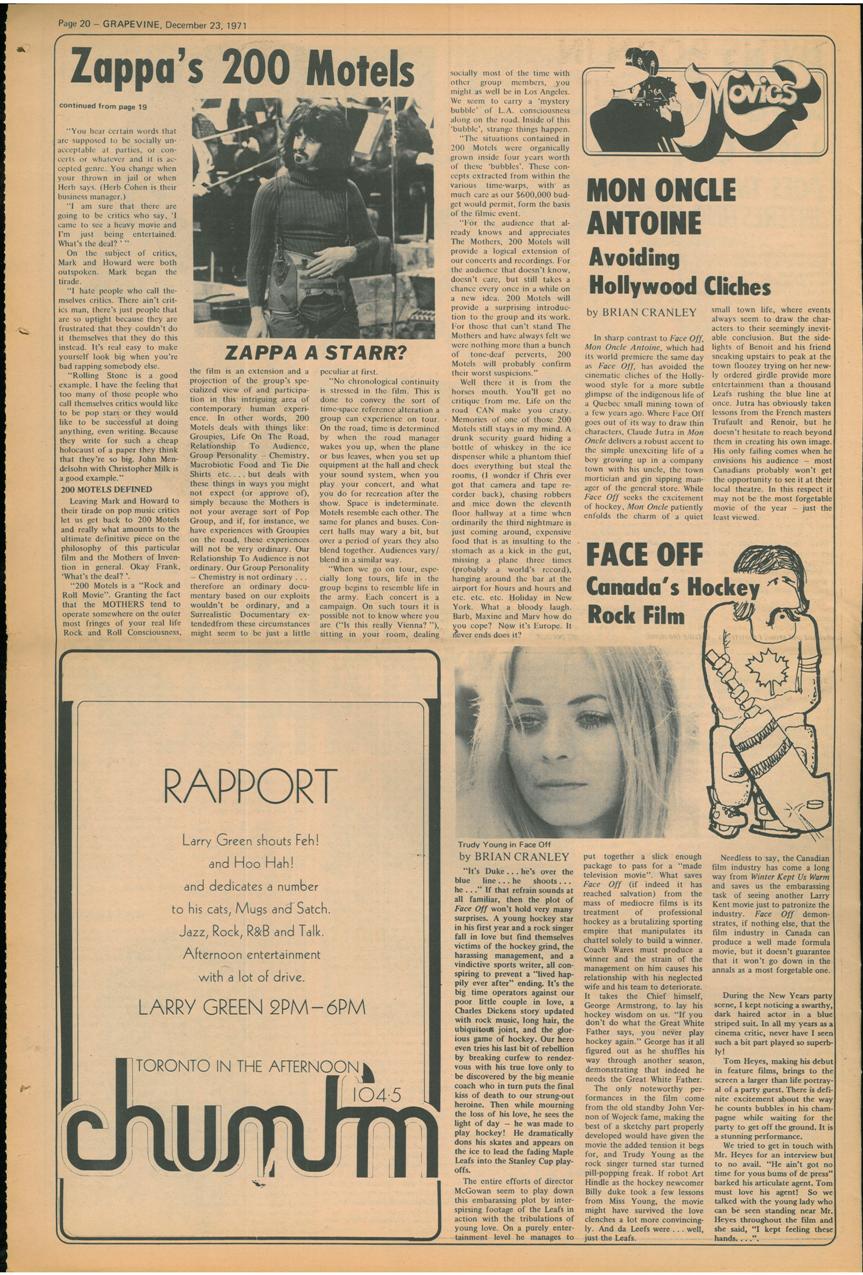 Page 20 — GRAPEVINE, December 23, 1971
Zappa's 200 Motels
continued from page 19
"You hear certain words that
are supposed to be socially un-
acceptable at parties, or con-
certs or whatever and it is ac-
cepted genre. You change when
your thrown in jail or when
Herb says. (Herb Cohen is their
business manager.)
"I am sure that there are
going to be critics who say, 'I
came to see a heavy movie and
I'm just being entertained.
What's the deal?' "
On the subject of critics,
Mark and Howard were both
outspoken. Mark began the
tirade.
"I hate people who call the-
mselves critics. There ain't crit-
ics man, there's just people that
are so uptight because they are
frustrated that they couldn't do
it themselves that they do this
instead. It's real easy to make
yourself look big when you're
bad rapping somebody else.
"Rolling Stone is a good
example. I have the feeling that
too many of those people who
call themselves critics would like
to be pop stars or they would
like to be successful at doing
anything, even writing. Because
they write for such a cheap
holocaust of a paper they think
that they're so big. John Men-
delsohn with Christopher Milk is
a good example."
200 MOTELS DEFINED
Leaving Mark and Howard to
their tirade on pop music critics
let us get back to 200 Motels
and really what amounts to the
ultimate definitive piece on the
philosophy of this particular
film and the Mothers of Inven-
tion in general. Okay Frank,
'What's the deal?'.
"200 Motels is a "Rock and
Roll Movie". Granting the fact
that the MOTHERS tend to
operate somewhere on the outer
most fringes of your real life
Rock and Roll Consciousness,
ZAPPA A STARR?
the film is an extension and a
projection of the group's spe-
cialized view of and participa-
tion in this intriguing area of
contemporary human experi-
ence. In other words, 200
Motels deals with things like:
Groupies, Life On The Road,
Relationship To Audience,
Group Personality — Chemistry,
Macrobiotic Food and Tie Die
Shirts etc. . . but deals with
these things in ways you might
not expect (or approve of),
simply because the Mothers is
not your average sort of Pop
Group, and if, for instance, we
have experiences with Groupies
on the road, these experiences
will not be very ordinary. Our
Relationship To Audience is not
ordinary. Our Group Personality
— Chemistry is not ordinary . . .
therefore an ordinary docu-
mentary based on our exploits
wouldn't be ordinary, and a
Surrealistic Documentary ex-
tendedfrom these circumstances
might seem to be just a little
peculiar at first.
"No chronological continuity
is stressed in the film. This is
done to convey the sort of
time-space reference alteration a
group can experience on tour.
On the road, time is determined
by when the road manager
wakes you up, when the plane
or bus leaves, when you set up
equipment at the hall and check
your sound system, when you
play your concert, and what
you do for recreation after the
show. Space is indeterminate.
Motels resemble each other. The
same for planes and buses. Con-
cert halls may vary a bit, but
over a period of years they also
blend together. Audiences vary/
blend in a similar way.
"When we go on tour, espe-
cially long tours, life in the
group begins to resemble life in
the army. Each concert is a
campaign. On such tours it is
possible not to know where you
are ("Is this really Vienna?"),
sitting in your room, dealing
socially most of the time with
other group members, you
might as well be in Los Angeles.
We seem to carry a 'mystery
bubble' of L.A. consciousness
along on the road. Inside of this
'bubble', strange things happen.
"The situations contained in
200 Motels were organically
grown inside four years worth
of these 'bubbles'. These con-
cepts extracted from within the
various time-warps, with as
much care as our $600,000 bud-
get would permit, form the basis
of the filmic event.
"For the audience that al-
ready knows and appreciates
The Mothers, 200 Motels will
provide a logical extension of
our concerts and recordings. For
the audience that doesn't know,
doesn't care, but still takes a
chance every once in a while on
a new idea. 200 Motels will
provide a surprising introduc-
tion to the group and its work.
For those that can't stand The
Mothers and have always felt we
were nothing more than a bunch
of tone-deaf perverts, 200
Motels will probably confirm
their worst suspicions."
Well there it is from the
horses mouth. You'll get no
critique from me. Life on the
road CAN make you crazy.
Memories of one of those 200
Motels still stays in my mind. A
drunk security guard hiding a
bottle of whiskey in the ice
dispenser while a phantom thief
does everything but steal the
rooms, (I wonder if Chris ever
got that camera and tape re-
corder back), chasing robbers
and mice down the eleventh
floor hallway at a time when
ordinarily the third nightmare is
just coming around, expensive
food that is as insulting to the
stomach as a kick in the gut,
missing a plane three times
(probably a world's record),
hanging around the bar at the
airport for hours and hours and
etc. etc. etc. Holiday in New
York. What a bloody laugh.
Barb, Maxine and Marv how do
you cope? Now it's Europe. It
never ends does it?
Movies
MON ONCLE
ANTOINE
Avoiding
Hollywood Cliches
by BRIAN CRANLEY
In sharp contrast to Face Off,
Mon Oncle Antoine, which had
its world premiere the same day
as Face Off, has avoided the
cinematic cliches of the Holly-
wood style for a more subtle
glimpse of the indigenous life of
a Quebec small mining town of
a few years ago. Where Face Off
goes out of its way to draw thin
characters, Claude Jutra in Mon
Oncle delivers a robust accent to
the simple unexciting life of a
boy growing up in a company
town with his uncle, the town
mortician and gin sipping man-
ager of the general store. While
Face Off seeks the excitement
of hockey, Mon Oncle patiently
enfolds the charm of a quiet
small town life, where events
always seem to draw the char-
acters to their seemingly inevit-
able conclusion. But the side-
lights of Benoit and his friend
sneaking upstairs to peak at the
town floozey trying on her new-
ly ordered girdle provide more
entertainment than a thousand
Leafs rushing the blue line at
once. Jutra has obviously taken
lessons from the French masters
Trufault and Renoit, but he
doesn't hesitate to reach beyond
them in creating his own image.
His only failing comes when he
envisions his audience — most
Canadians probably won't get
the opportunity to see it at their
local theatre. In this respect it
may not be the most forgetable
movie of the year — just the
least viewed.
FACE OFF
Canada's Hockey
Rock Film
Trudy Young in Face Off
by BRIAN CRANLEY
"It's Duke . . . he's over the
blue line . . . he shoots . . .
he . . ." If that refrain sounds at
all familiar, then the plot of
Face Off won't hold very many
surprises. A young hockey star
in his first year and a rock singer
fall in love but find themselves
victims of the hockey grind, the
harassing management, and a
vindictive sports writer, all con-
spiring to prevent a "lived hap-
pily ever after" ending. It's the
big time operators against our
poor little couple in love, a
Charles Dickens story updated
with rock music, long hair, the
ubiquitous joint, and the glor-
ious game of hockey. Our hero
even tries his last bit of rebellion
by breaking curfew to rendez-
vous with his true love only to
be discovered by the big meanie
coach who in turn puts the final
kiss of death to our strung-out
heroine. Then while mourning
the loss of his love, he sees the
light of day — he was made to
play hockey! He dramatically
dons his skates and appears on
the ice to lead the fading Maple
Leafs into the Stanley Cup play-
offs.
The entire efforts of director
McGowan seem to play down
this embarassing plot by inter-
spirsing footage of the Leafs in
action with the tribulations of
young love. On a purely enter-
tainment level he manages to
put together a slick enough
package to pass for a "made
television movie". What saves
Face Off (if indeed it has
reached salvation) from the
mass of mediocre films is its
treatment of professional
hockey as a brutalizing sporting
empire that manipulates its
chattel solely to build a winner.
Coach Wares must produce a
winner and the strain of the
management on him causes his
relationship with his neglected
wife and his team to deteriorate.
It takes the Chief himself,
George Armstrong, to lay his
hockey wisdom on us. "If you
don't do what the Great White
Father says, you never play
hockey again." George has it all
figured out as he shuffles his
way through another season,
demonstrating that indeed he
needs the Great White Father.
The only noteworthy per-
formances in the film come
from the old standby John Ver-
non of Wojeck fame, making the
best of a sketchy part properly
developed would have given the
movie the added tension it begs
for, and Trudy Young as the
rock singer turned star turned
pill-popping freak. If robot Art
Hindle as the hockey newcomer
Billy duke took a few lessons
from Miss Young, the movie
might have survived the love
clenches a lot more convincing-
ly. And da Leefs were . . . well,
just the Leafs.
Needless to say, the Canadian
film industry has come a long
way from Winter Kept Us Warm
and saves us the embarassing
task of seeing another Larry
Kent movie just to patronize the
industry. Face Off demon-
strates, if nothing else, that the
film industry in Canada can
produce a well made formula
movie, but it doesn't guarantee
that it won't go down in the
annals as a most forgetable one.
During the New Years party
scene, I kept noticing a swarthy,
dark haired actor in a blue
striped suit. In all my years as a
cinema critic, never have I seen
such a bit part played so superb-
ly!
Tom Heyes, making his debut
in feature films, brings to the
screen a larger than life portray-
al of a party guest. There is defi-
nite excitement about the way
he counts bubbles in his cham-
pagne while waiting for the
party to get off the ground. It is
a stunning performance.
We tried to get in touch with
Mr. Heyes for an interview but
to no avail. "He ain't got no
time for yous bums of de press"
barked his articulate agent. Tom
must love his agent! So we
talked with the young lady who
can be seen standing near Mr.
Heyes throughout the film and
she said, "I kept feeling these
hands. . . .".
RAPPORT
Larry Green shouts Feh!
and Hoo Hah!
and dedicates a number
to his cats, Mugs and Satch.
Jazz, Rock, R&B and Talk.
Afternoon entertainment
with a lot of drive.
LARRY GREEN 2PM—6PM
TORONTO IN THE AFTERNOON
104·5
chum fm